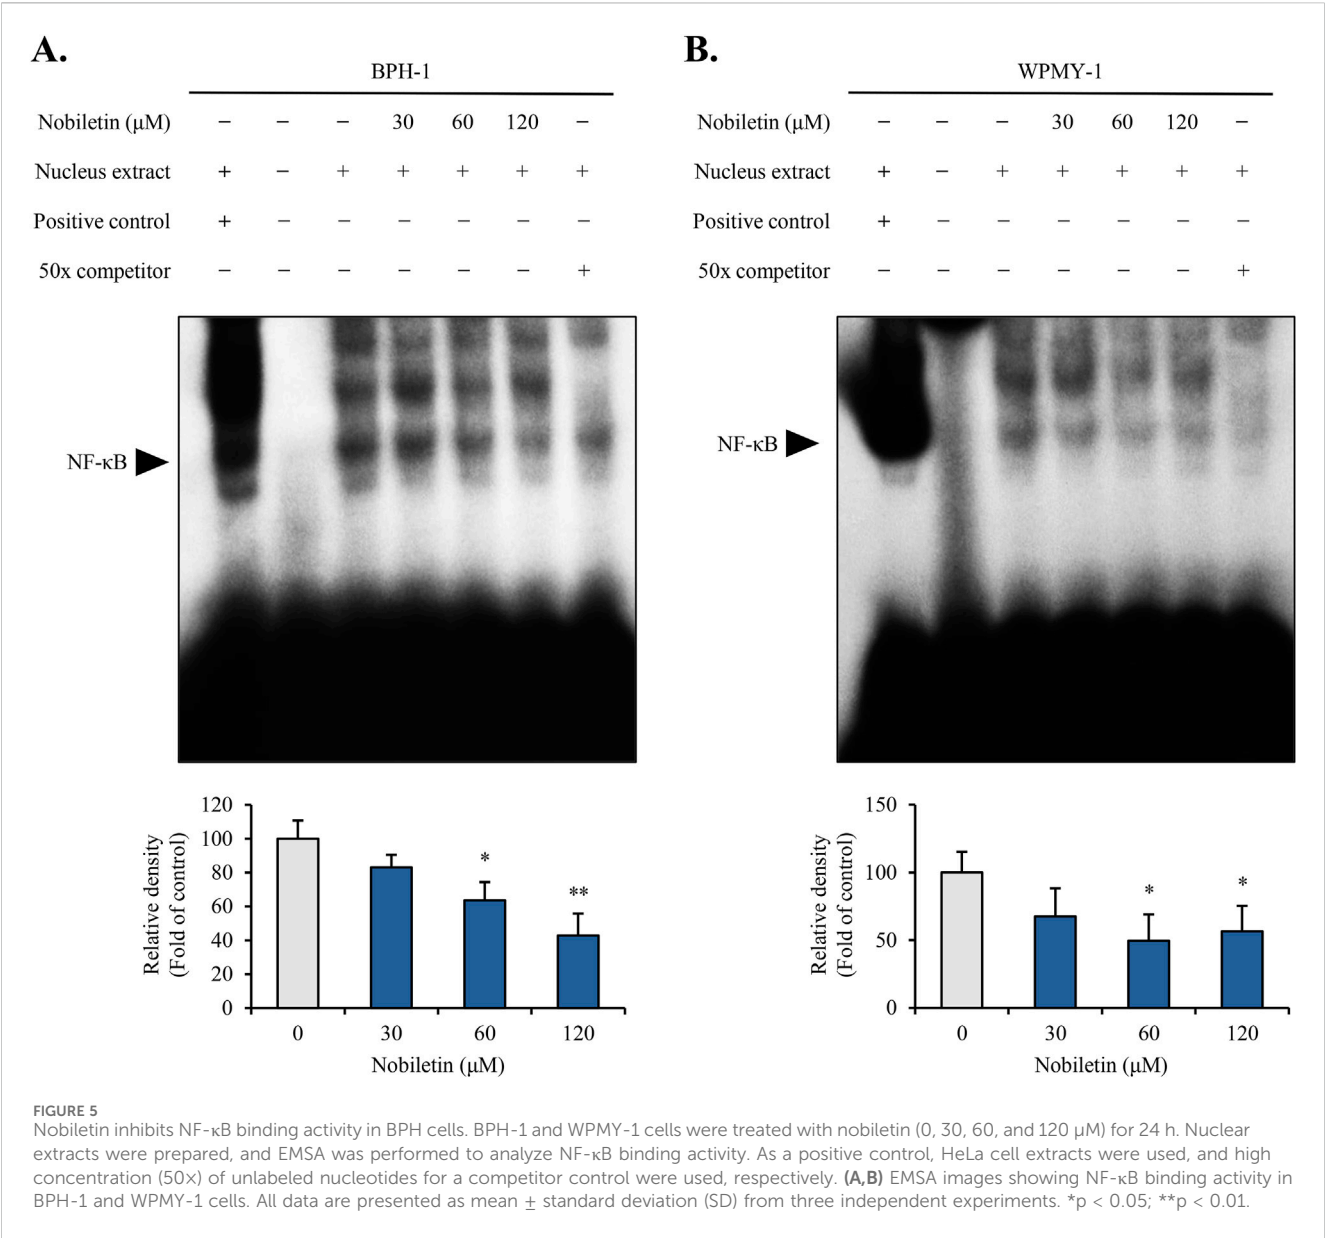 A.
BPH-1
Nobiletin (μM) – – – 30 60 120 –
Nucleus extract + – + + + + +
Positive control + – – – – – –
50x competitor – – – – – – +
NF-κB
120
100
80
60
40
20
0
Relative density
(Fold of control)
*
**
0 30 60 120
Nobiletin (μM)
B.
WPMY-1
Nobiletin (μM) – – – 30 60 120 –
Nucleus extract + – + + + + +
Positive control + – – – – – –
50x competitor – – – – – – +
NF-κB
150
100
50
0
Relative density
(Fold of control)
*
*
0 30 60 120
Nobiletin (μM)
FIGURE 5
Nobiletin inhibits NF-κB binding activity in BPH cells. BPH-1 and WPMY-1 cells were treated with nobiletin (0, 30, 60, and 120 μM) for 24 h. Nuclear
extracts were prepared, and EMSA was performed to analyze NF-κB binding activity. As a positive control, HeLa cell extracts were used, and high
concentration (50×) of unlabeled nucleotides for a competitor control were used, respectively. (A,B) EMSA images showing NF-κB binding activity in
BPH-1 and WPMY-1 cells. All data are presented as mean ± standard deviation (SD) from three independent experiments. *p < 0.05; **p < 0.01.